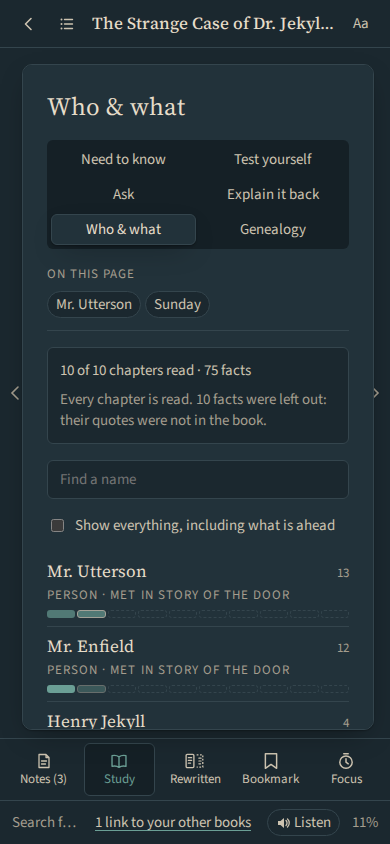 The Strange Case of Dr. Jekyl...
Aa
Who & what
Need to know
Test yourself
Ask
Explain it back
Who & what
Genealogy
ON THIS PAGE
Mr. Utterson
Sunday
10 of 10 chapters read · 75 facts
Every chapter is read. 10 facts were left out:
their quotes were not in the book.
Find a name
Show everything, including what is ahead
Mr. Utterson
13
PERSON · MET IN STORY OF THE DOOR
Mr. Enfield
12
PERSON · MET IN STORY OF THE DOOR
Henry Jekyll
4
Notes (3)
Study
Rewritten
Bookmark
Focus
Search f...
1 link to your other books
Listen
11%